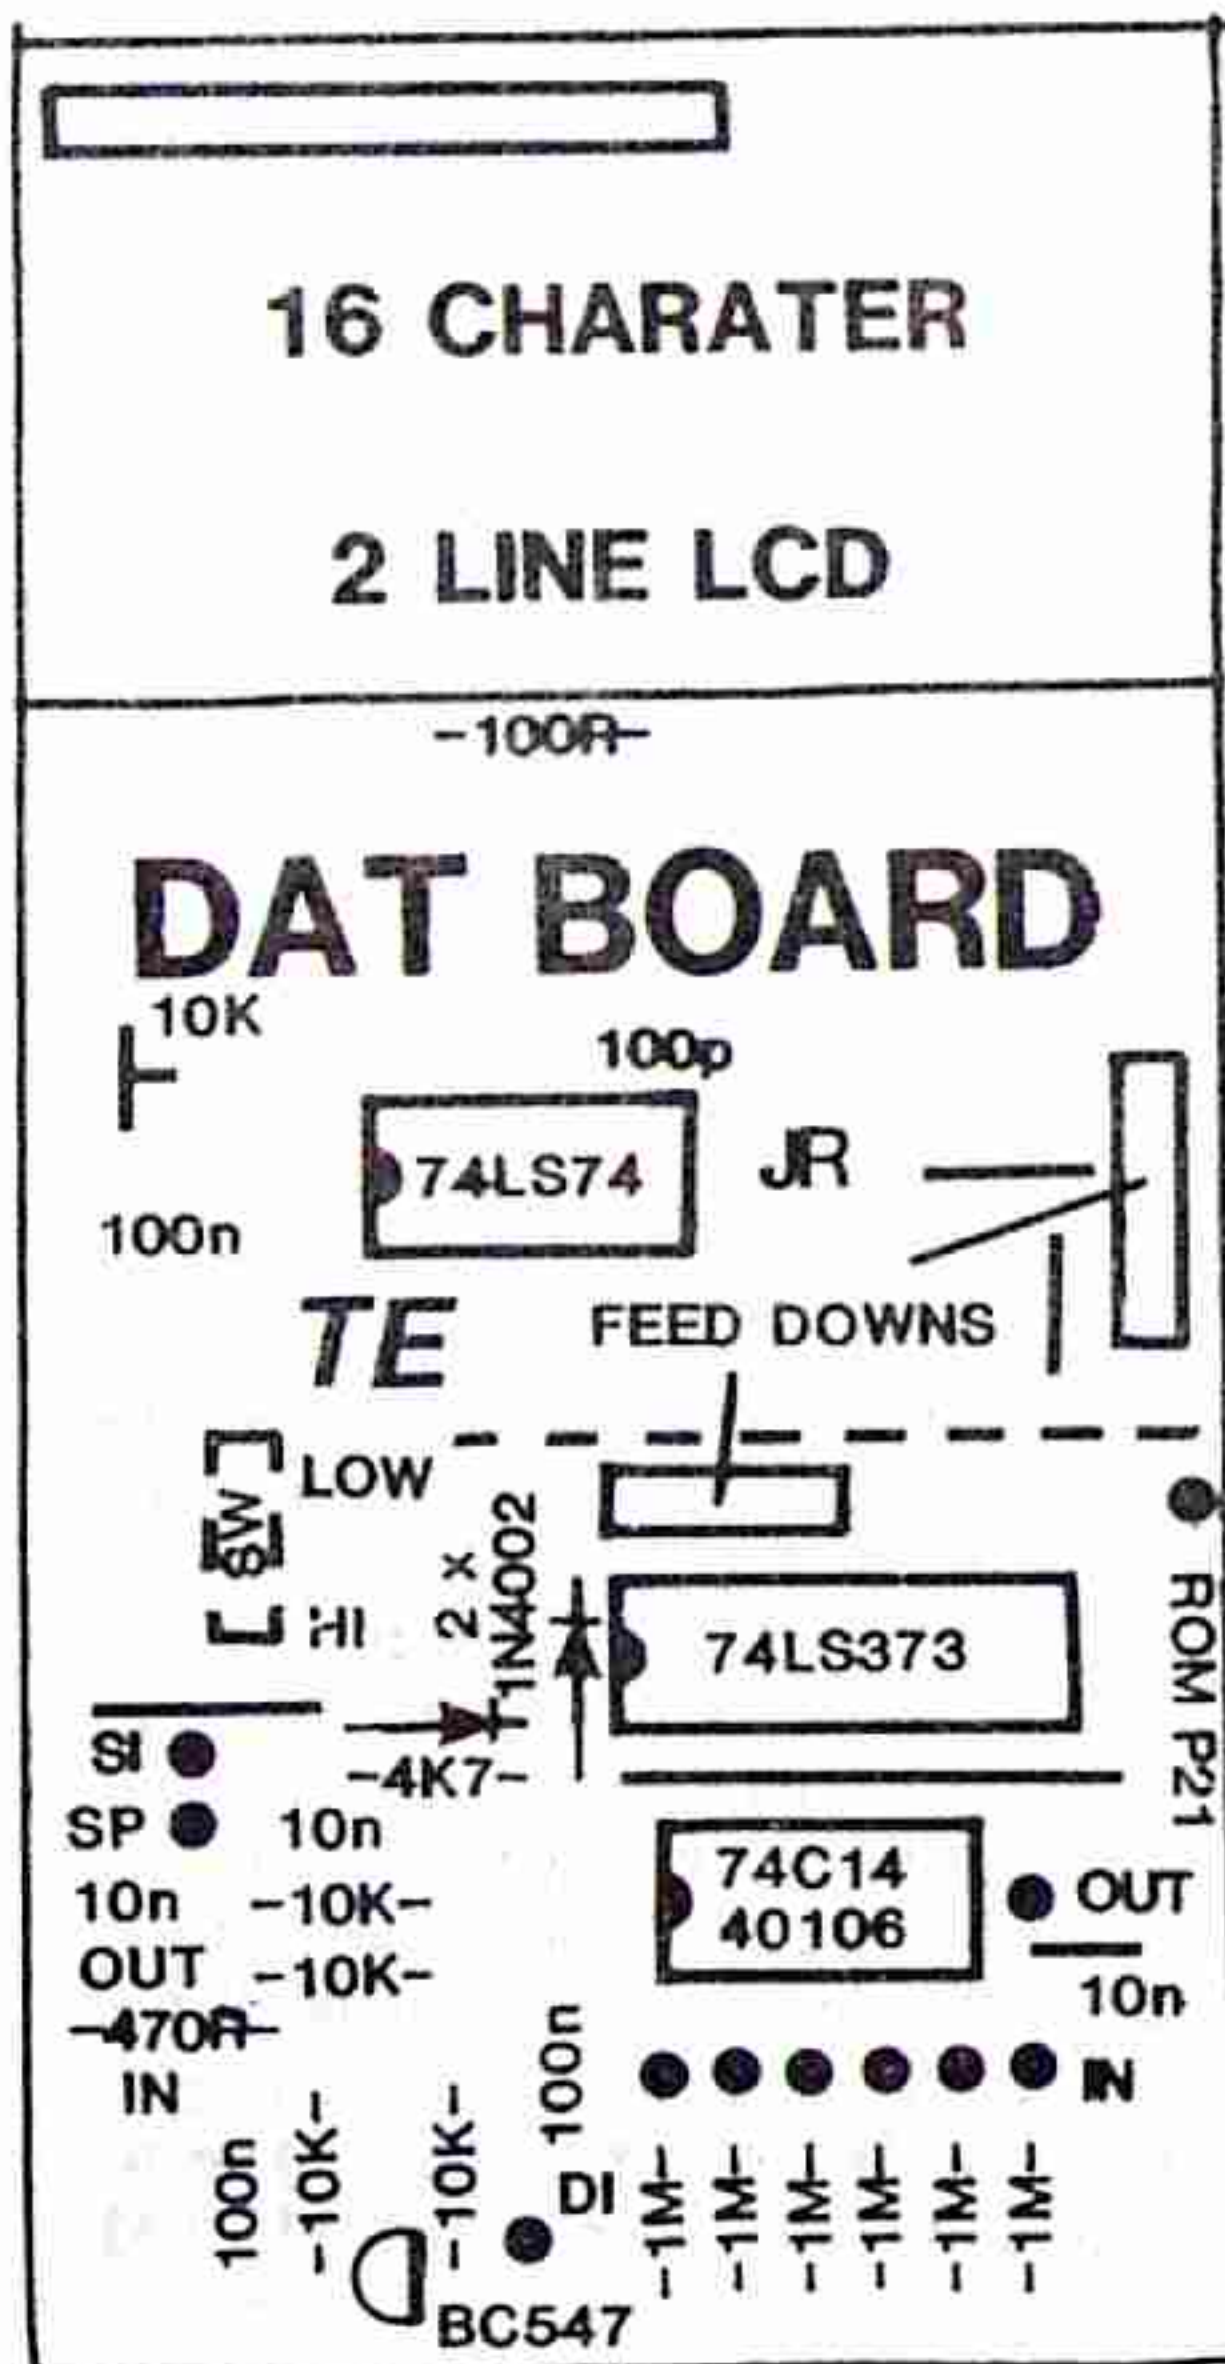 16 CHARATER
2 LINE LCD
-100R-
DAT BOARD
10K
100p
74LS74
JR
100n
TE
FEED DOWNS
LOW
SW
HI
2 x
1N4002
74LS373
ROM P21
SI
-4K7-
SP
10n
74C14
40106
OUT
10n
-10K-
OUT
-10K-
10n
-470R-
IN
100n
IN
100n
-10K-
-10K-
DI
-1M-
-1M-
-1M-
-1M-
-1M-
-1M-
BC547